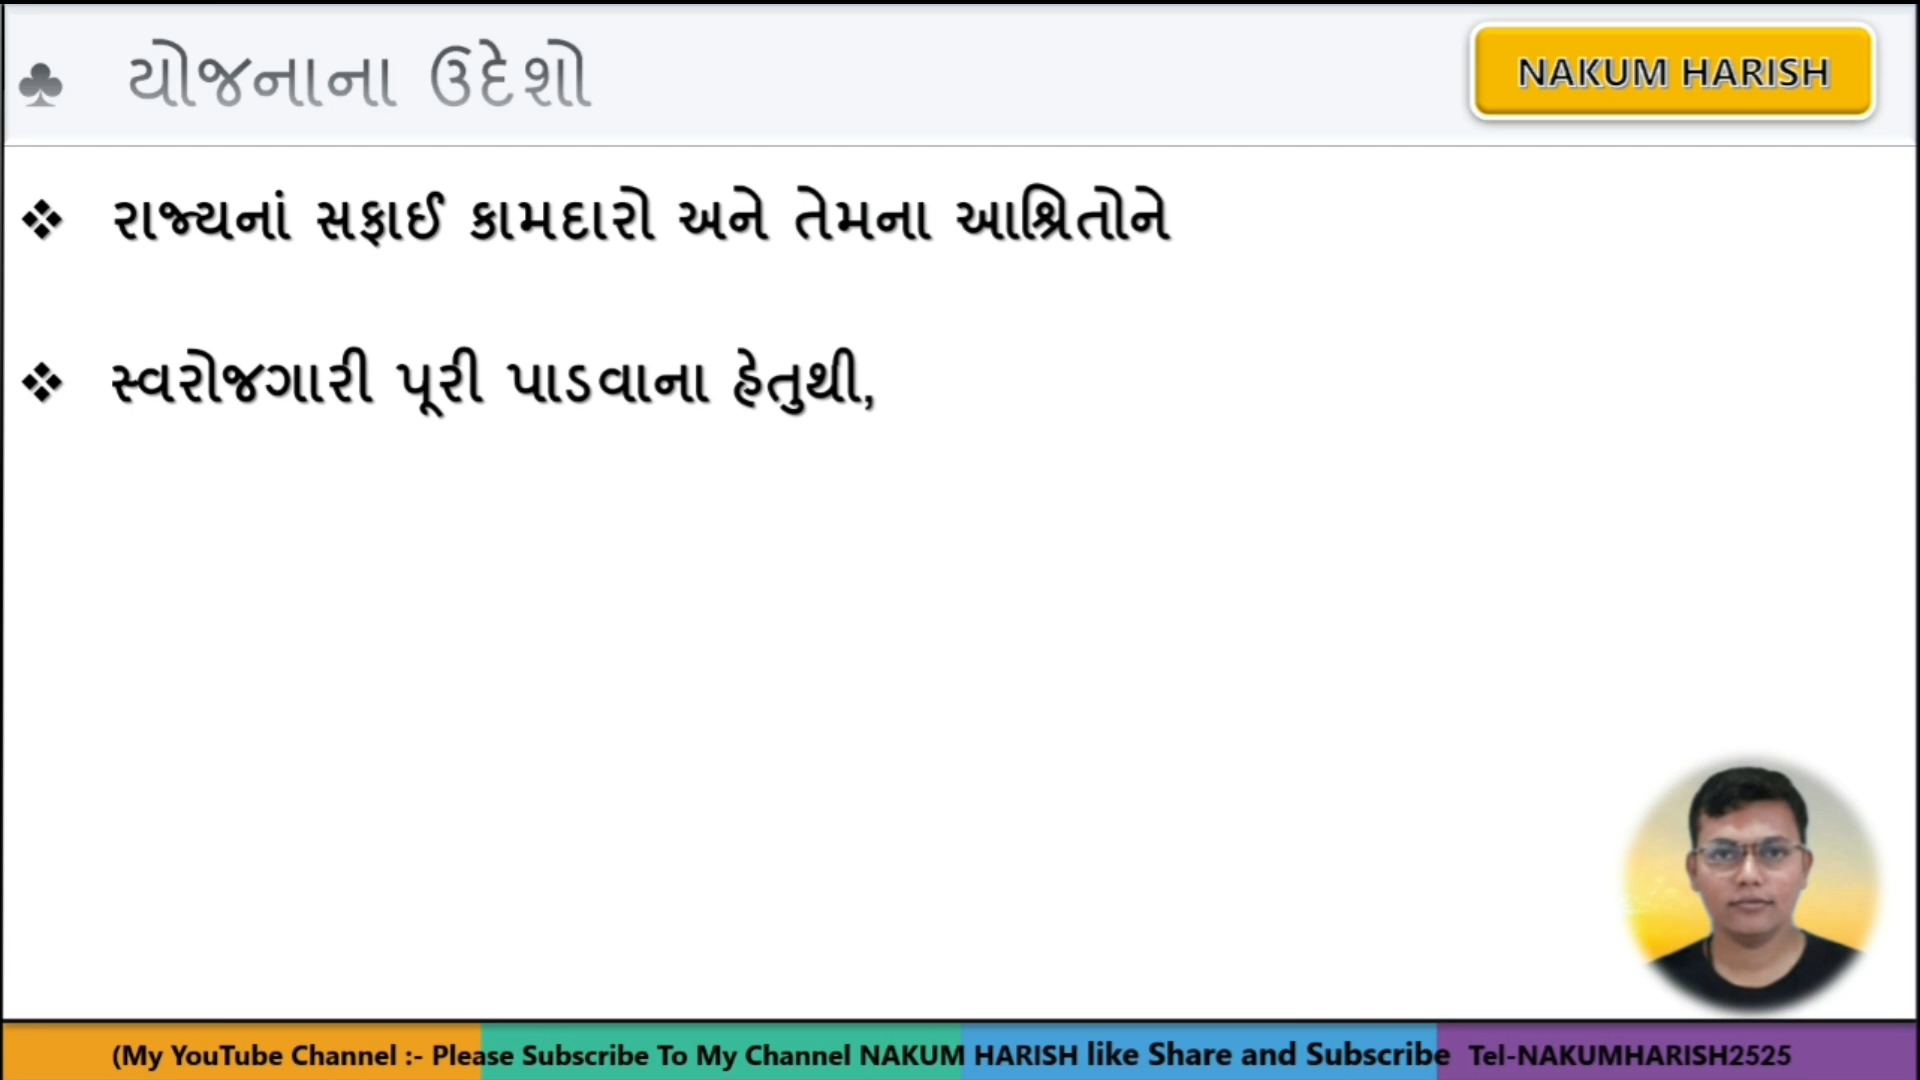 ♣ યોજનાના ઉદેશો
NAKUM HARISH
❖ રાજ્યનાં સફાઈ કામદારો અને તેમના આશ્રિતોને
❖ સ્વરોજગારી પૂરી પાડવાના હેતુથી,
(My YouTube Channel :- Please Subscribe To My Channel NAKUM HARISH like Share and Subscribe Tel-NAKUMHARISH2525